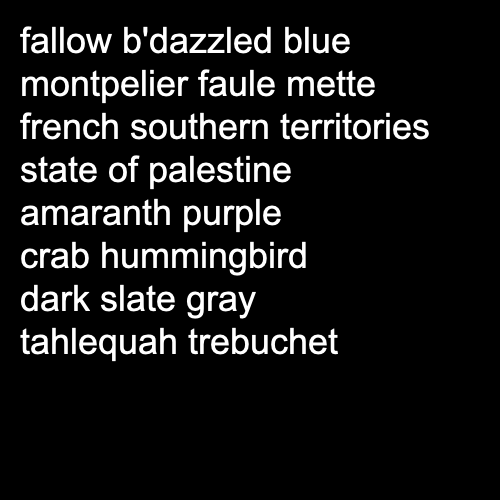 fallow b'dazzled blue
montpelier faule mette
french southern territories
state of palestine
amaranth purple
crab hummingbird
dark slate gray
tahlequah trebuchet